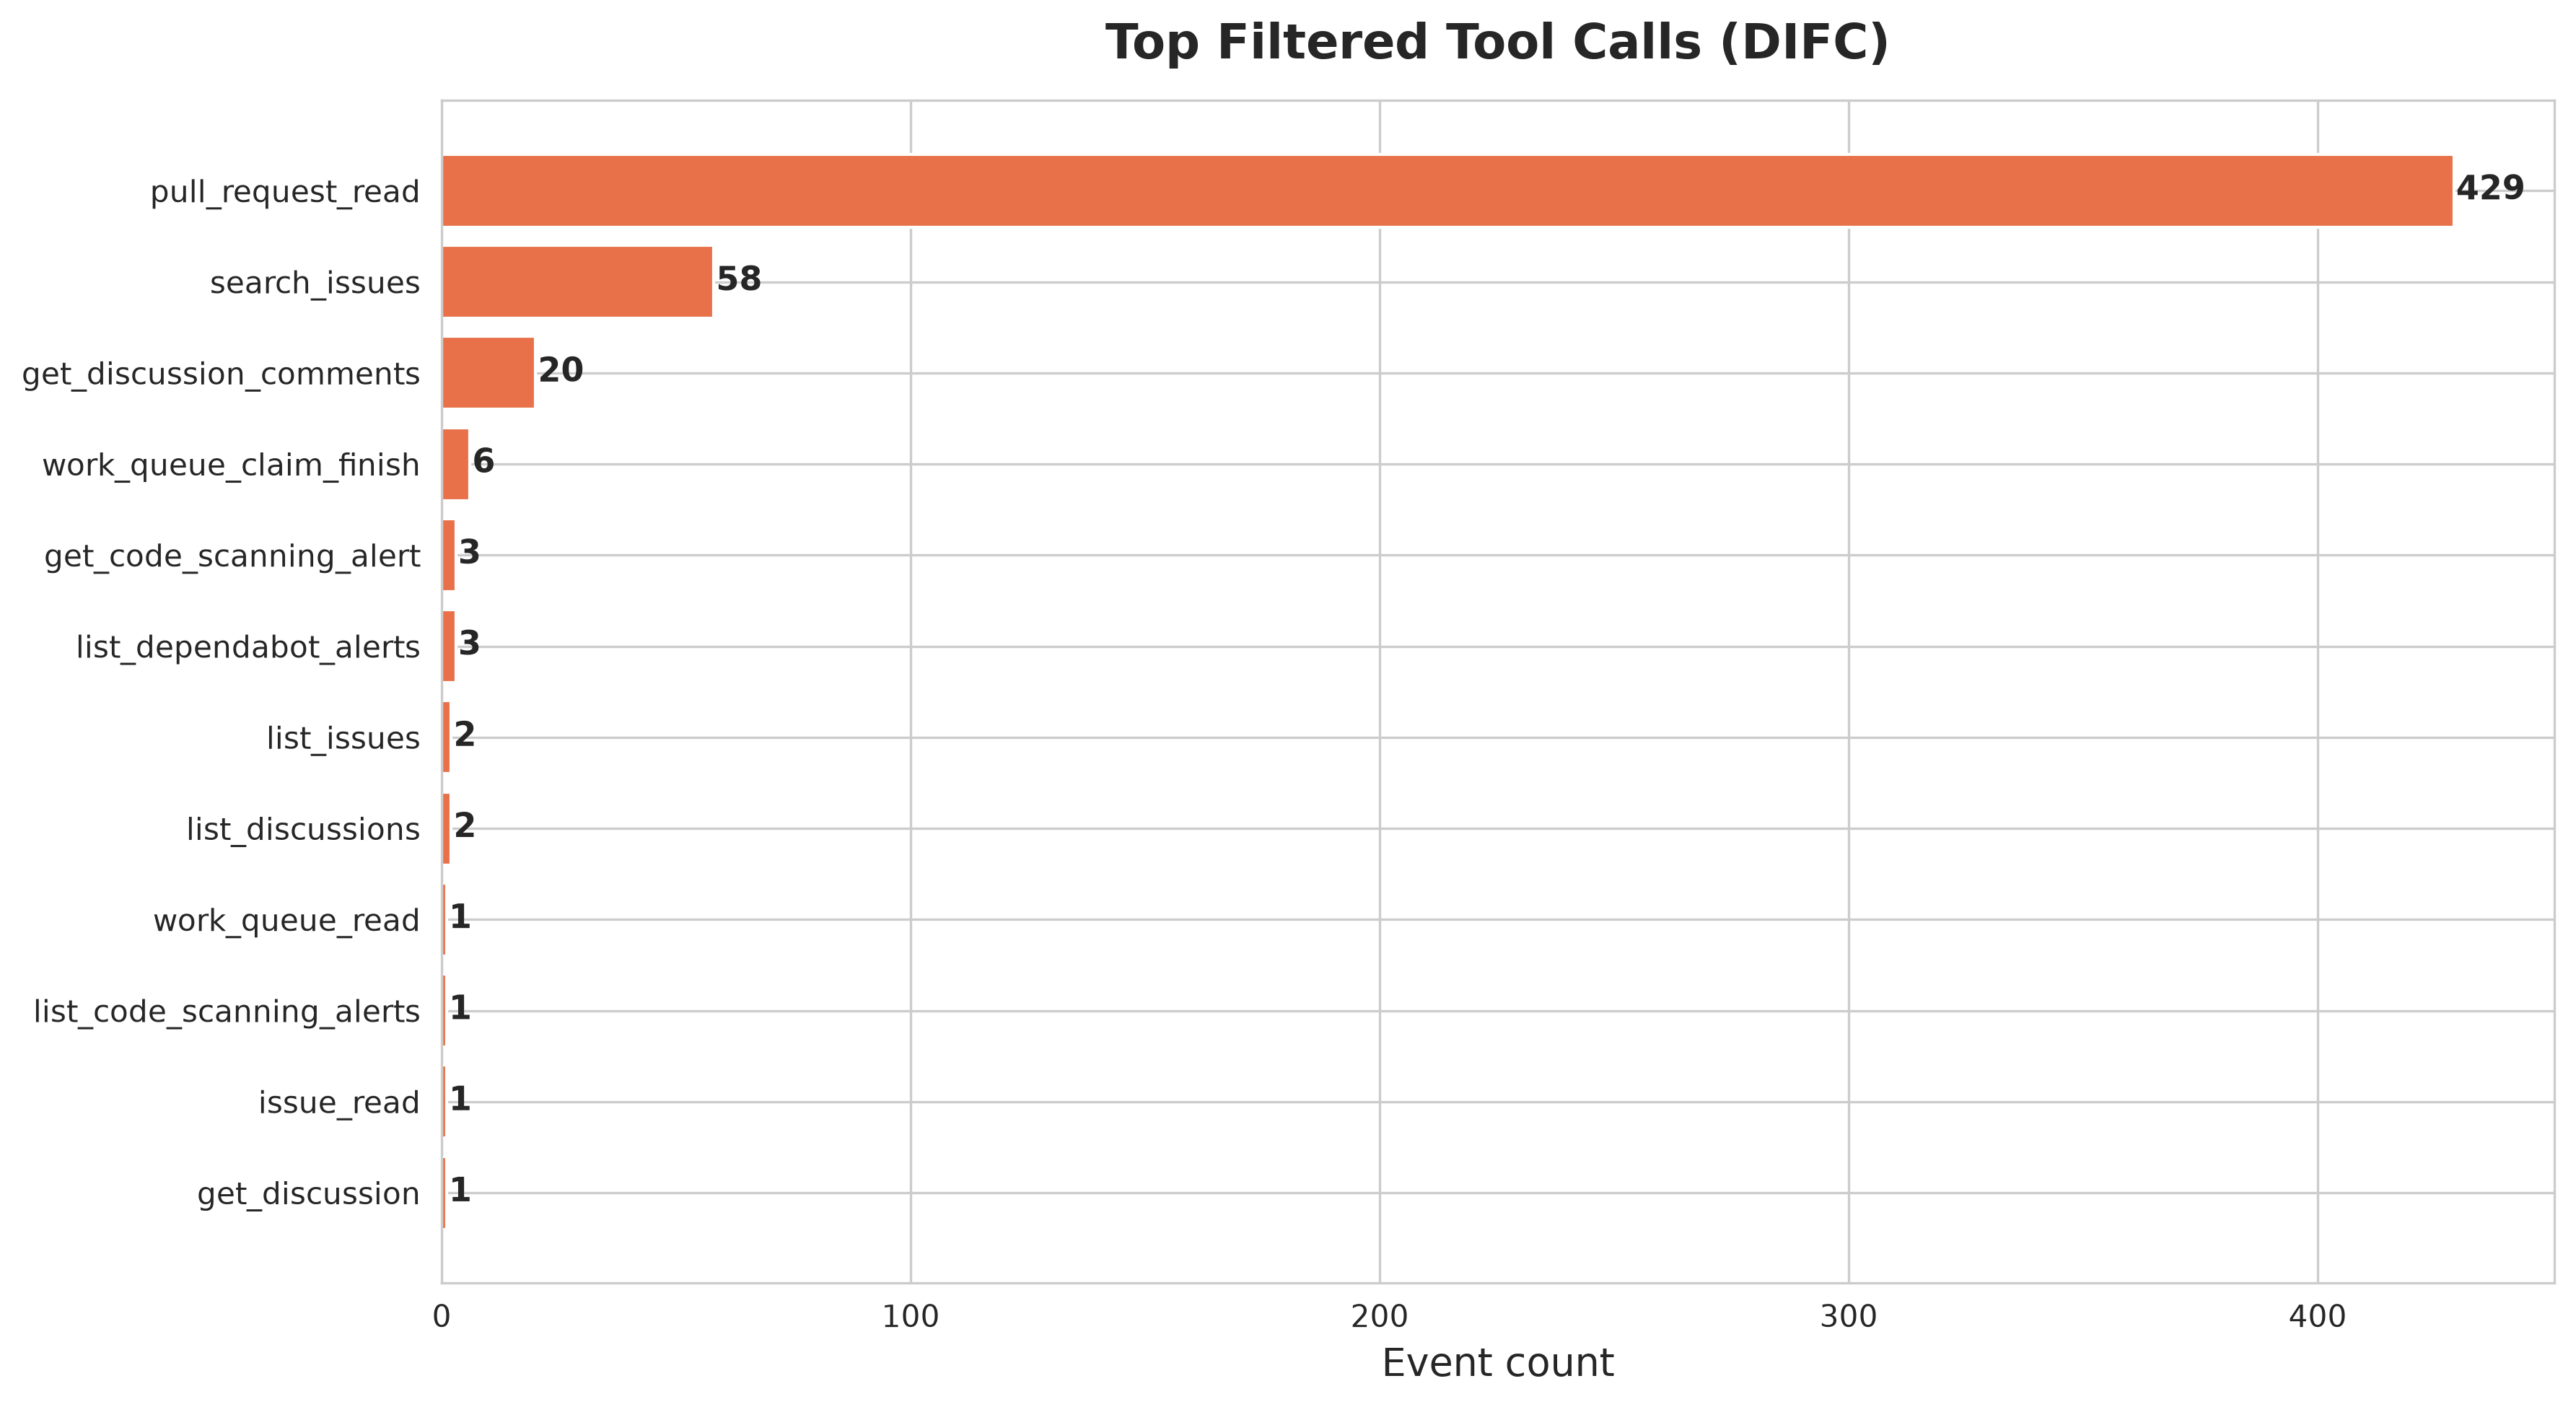 Top Filtered Tool Calls (DIFC)
pull_request_read 429
search_issues 58
get_discussion_comments 20
work_queue_claim_finish 6
get_code_scanning_alert 3
list_dependabot_alerts 3
list_issues 2
list_discussions 2
work_queue_read 1
list_code_scanning_alerts 1
issue_read 1
get_discussion 1
0 100 200 300 400
Event count